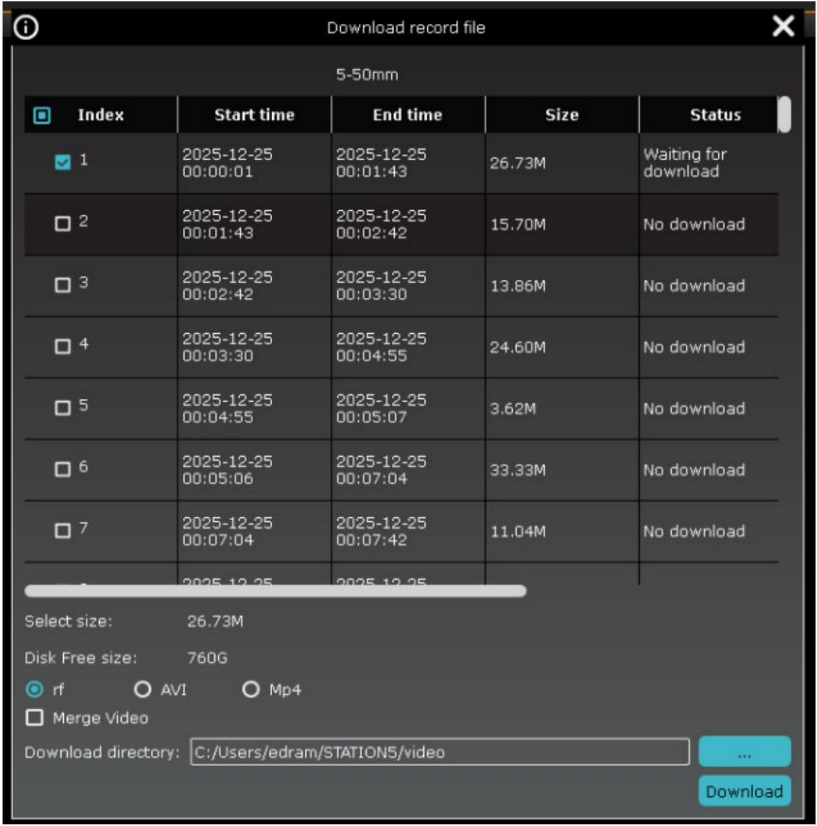 Download record file
5-50mm
Index Start time End time Size Status
1 2025-12-25 00:00:01 2025-12-25 00:01:43 26.73M Waiting for download
2 2025-12-25 00:01:43 2025-12-25 00:02:42 15.70M No download
3 2025-12-25 00:02:42 2025-12-25 00:03:30 13.86M No download
4 2025-12-25 00:03:30 2025-12-25 00:04:55 24.60M No download
5 2025-12-25 00:04:55 2025-12-25 00:05:07 3.62M No download
6 2025-12-25 00:05:06 2025-12-25 00:07:04 33.33M No download
7 2025-12-25 00:07:04 2025-12-25 00:07:42 11.04M No download
2025-12-25 2025-12-25
Select size: 26.73M
Disk Free size: 760G
rf AVI Mp4
Merge Video
Download directory: C:/Users/edram/STATION5/video ...
Download